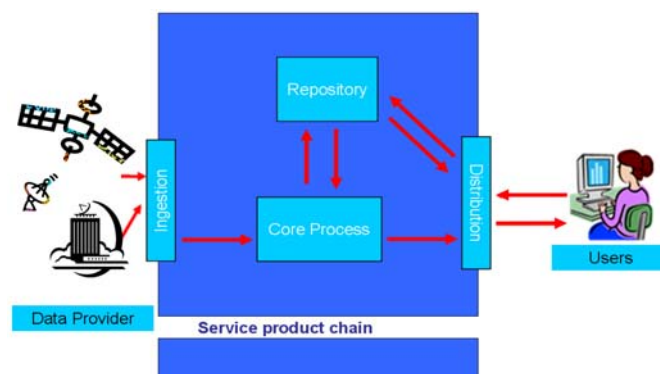 Repository
Ingestion
Distribution
Core Process
Users
Data Provider
Service product chain